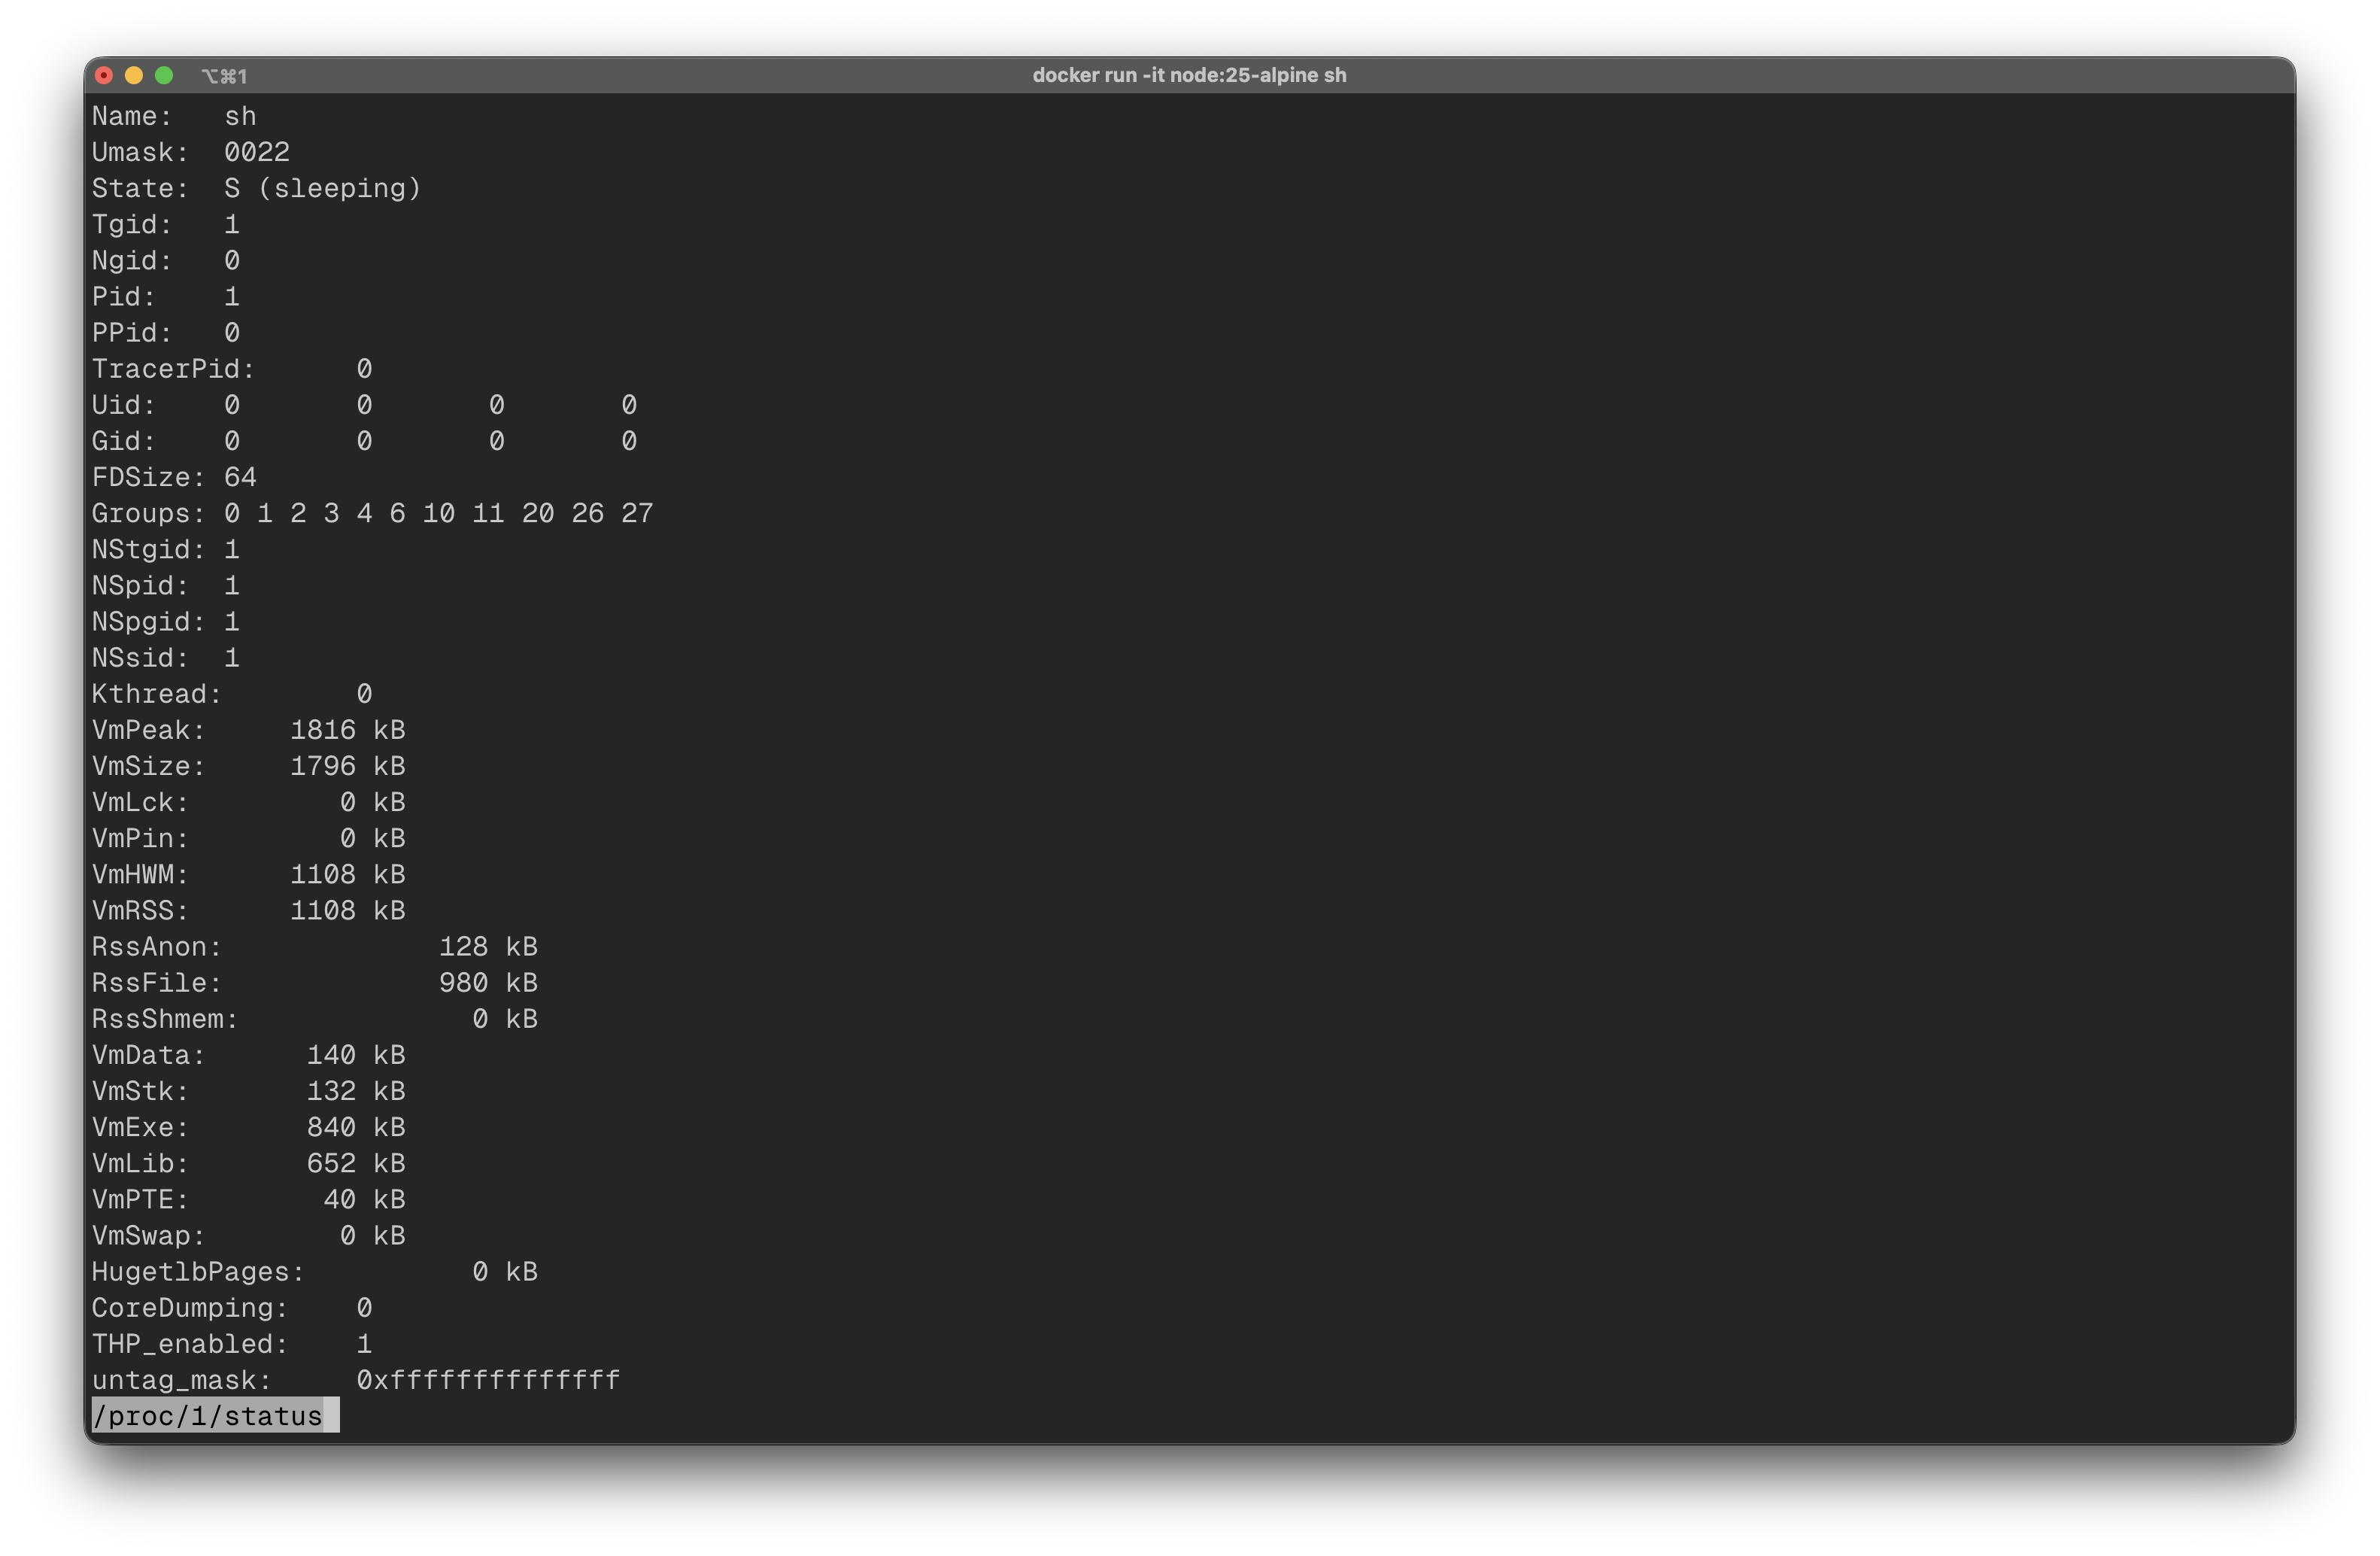 ⌥⌘1 docker run -it node:25-alpine sh
Name:	sh
Umask:	0022
State:	S (sleeping)
Tgid:	1
Ngid:	0
Pid:	1
PPid:	0
TracerPid:	0
Uid:	0	0	0	0
Gid:	0	0	0	0
FDSize:	64
Groups:	0 1 2 3 4 6 10 11 20 26 27
NStgid:	1
NSpid:	1
NSpgid:	1
NSsid:	1
Kthread:	0
VmPeak:	    1816 kB
VmSize:	    1796 kB
VmLck:	       0 kB
VmPin:	       0 kB
VmHWM:	    1108 kB
VmRSS:	    1108 kB
RssAnon:	     128 kB
RssFile:	     980 kB
RssShmem:	       0 kB
VmData:	     140 kB
VmStk:	     132 kB
VmExe:	     840 kB
VmLib:	     652 kB
VmPTE:	      40 kB
VmSwap:	       0 kB
HugetlbPages:	       0 kB
CoreDumping:	0
THP_enabled:	1
untag_mask:	0xffffffffffffff
/proc/1/status